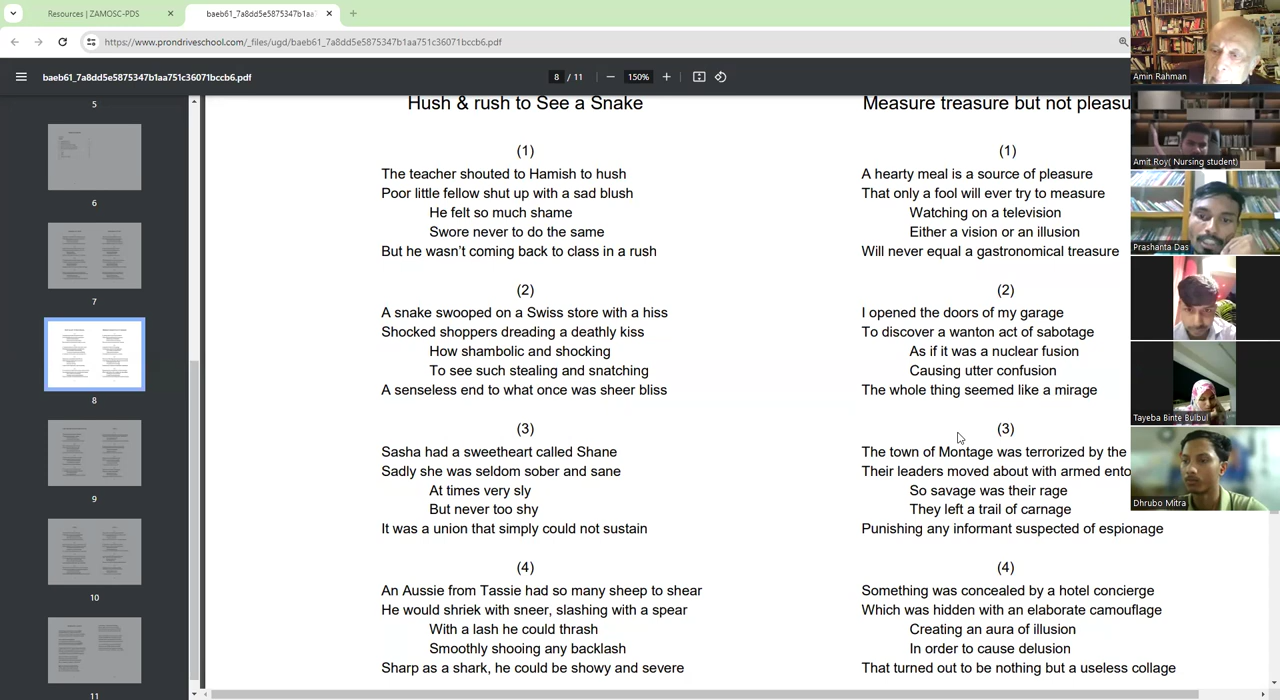 Resources | ZAMOSC-PDS
baeb61_7a8dd5e5875347b1aa
https://www.prondriveschool.com/_files/ugd/baeb61_7a8dd5e5875347b1aa751c36071bccb6.pdf
baeb61_7a8dd5e5875347b1aa751c36071bccb6.pdf
8 / 11
150%
5
6
7
8
9
10
11
Hush & rush to See a Snake
(1)
The teacher shouted to Hamish to hush
Poor little fellow shut up with a sad blush
He felt so much shame
Swore never to do the same
But he went coming back to class in a rush
(2)
A snake swooped on a Swiss store with a hiss
Shocked shoppers dreading a deathly kiss
How shambolic and shocking
To see such stealing and snatching
A senseless end to what once was sheer bliss
(3)
Sasha had a sweetheart called Shane
Sadly she was seldom sober and sane
At times very sly
But never too shy
It was a union that simply could not sustain
(4)
An Aussie from Tassie had so many sheep to shear
He would shriek with sneer, slashing with a spear
With a lash he could thrash
Smoothly shooing any backlash
Sharp as a shark, he could be showy and severe
Measure treasure but not pleasu
(1)
A hearty meal is a source of pleasure
That only a fool will ever try to measure
Watching on a television
Either a vision or an illusion
Will never equal a gastronomical treasure
(2)
I opened the doors of my garage
To discover a wanton act of sabotage
As if it was a nuclear fusion
Causing utter confusion
The whole thing seemed like a mirage
(3)
The town of Montage was terrorized by the
Their leaders moved about with armed ento
So savage was their rage
They left a trail of carnage
Punishing any informant suspected of espionage
(4)
Something was concealed by a hotel concierge
Which was hidden with an elaborate camouflage
Creating an aura of illusion
In order to cause delusion
That turned out to be nothing but a useless collage
Amin Rahman
Amit Roy( Nursing student)
Prashanta Das
Tayeba Binte Bulbul
Dhrubo Mitra